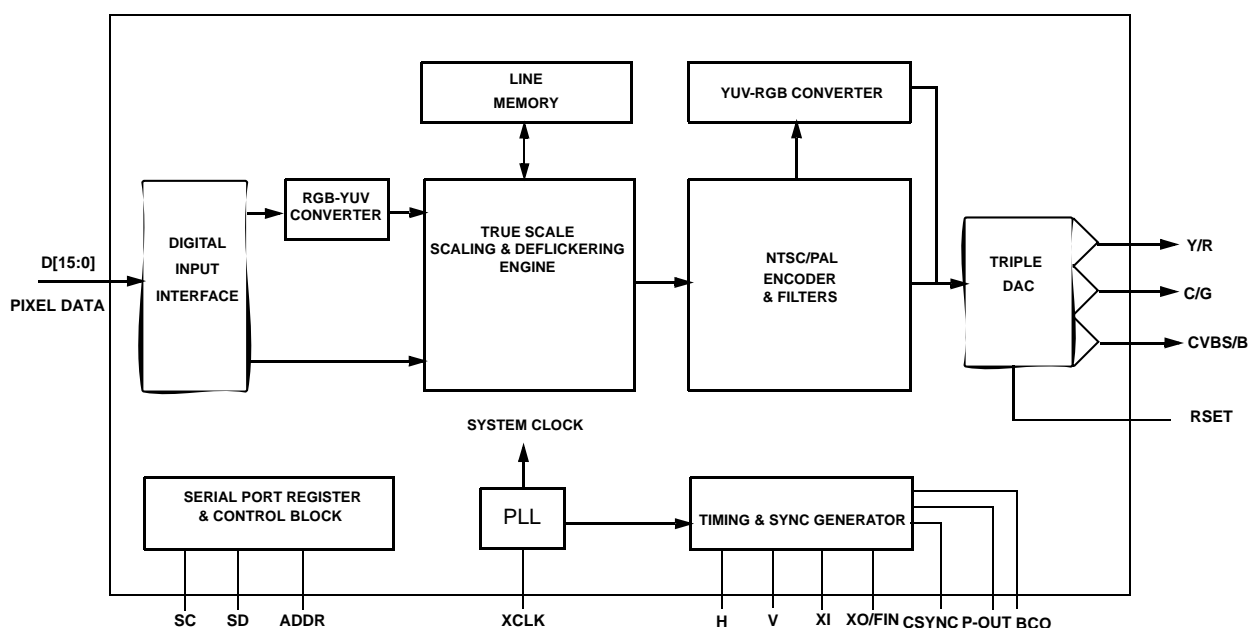 LINE
MEMORY
YUV-RGB CONVERTER
RGB-YUV
CONVERTER
TRUE SCALE
SCALING & DEFLICKERING
ENGINE
DIGITAL
INPUT
INTERFACE
D[15:0]
PIXEL DATA
NTSC/PAL
ENCODER
& FILTERS
TRIPLE
DAC
Y/R
C/G
CVBS/B
RSET
SYSTEM CLOCK
SERIAL PORT REGISTER
& CONTROL BLOCK
PLL
TIMING & SYNC GENERATOR
SC SD ADDR XCLK H V XI XO/FIN CSYNC P-OUT BCO